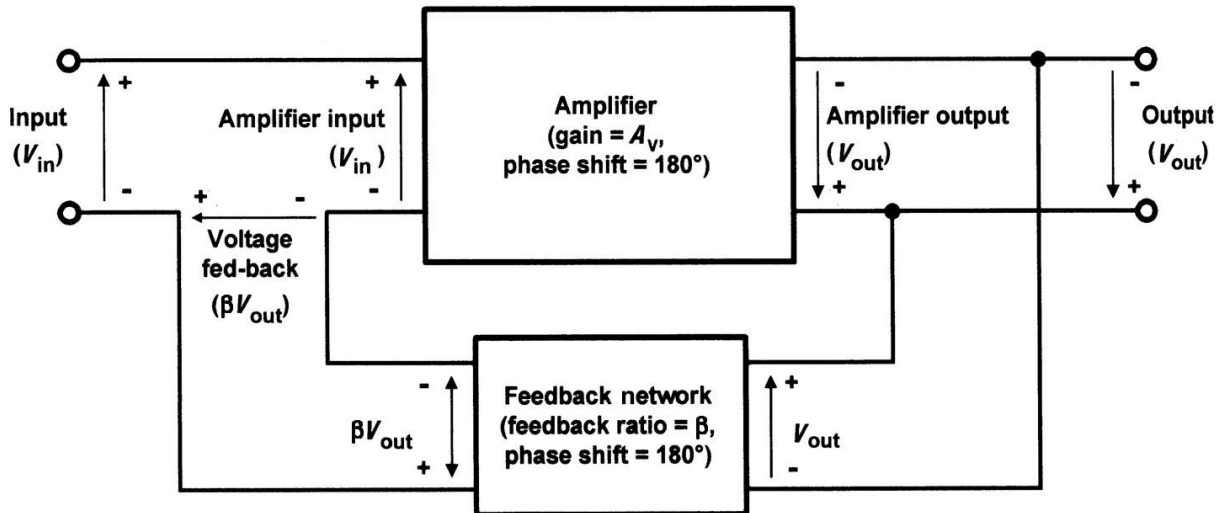 Input
(Vin)
+
-
Amplifier input
(Vin )
+
-
Amplifier
(gain = Av,
phase shift = 180°)
-
+
Amplifier output
(Vout)
-
+
Output
(Vout)
+ -
Voltage
fed-back
(βVout)
-
+
βVout
Feedback network
(feedback ratio = β,
phase shift = 180°)
+
-
Vout